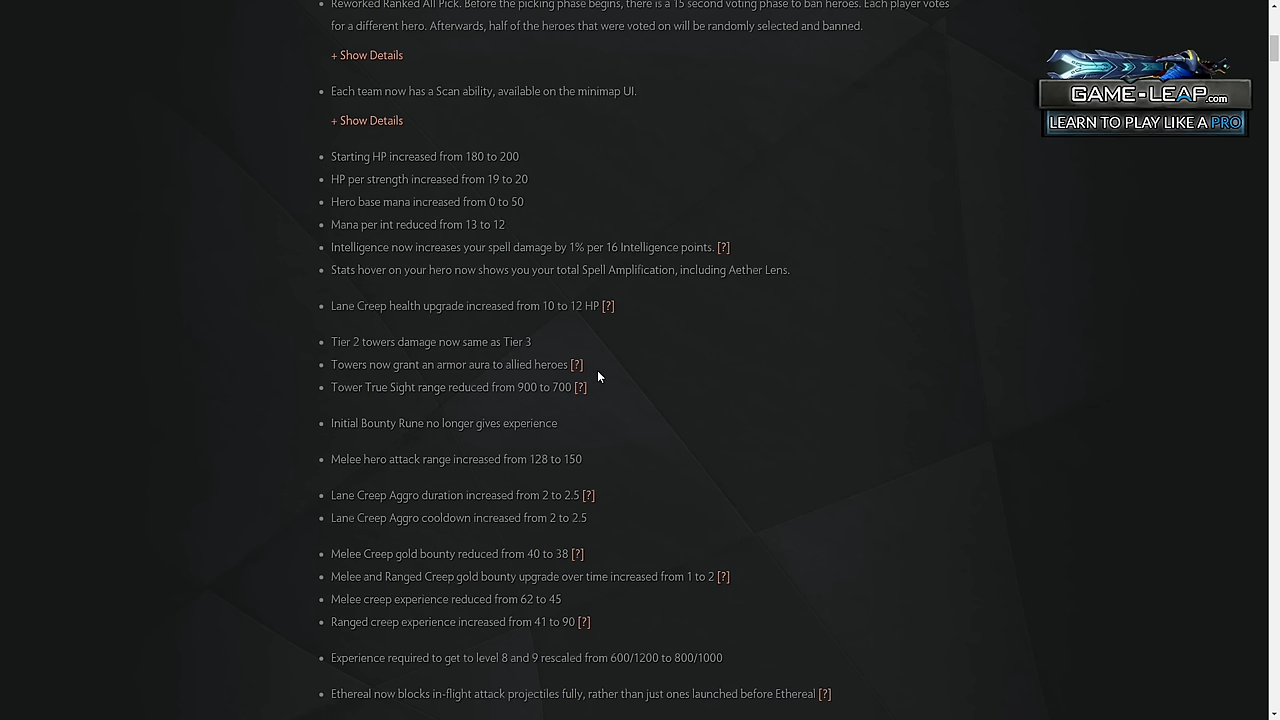 Reworked Ranked All Pick. Before the picking phase begins, there is a 15 second voting phase to ban heroes. Each player votes
for a different hero. Afterwards, half of the heroes that were voted on will be randomly selected and banned.
+ Show Details
Each team now has a Scan ability, available on the minimap UI.
+ Show Details
GAME-LEAP.com
LEARN TO PLAY LIKE A PRO
Starting HP increased from 180 to 200
HP per strength increased from 19 to 20
Hero base mana increased from 0 to 50
Mana per int reduced from 13 to 12
Intelligence now increases your spell damage by 1% per 16 Intelligence points. [?]
Stats hover on your hero now shows you your total Spell Amplification, including Aether Lens.
Lane Creep health upgrade increased from 10 to 12 HP [?]
Tier 2 towers damage now same as Tier 3
Towers now grant an armor aura to allied heroes [?]
Tower True Sight range reduced from 900 to 700 [?]
Initial Bounty Rune no longer gives experience
Melee hero attack range increased from 128 to 150
Lane Creep Aggro duration increased from 2 to 2.5 [?]
Lane Creep Aggro cooldown increased from 2 to 2.5
Melee Creep gold bounty reduced from 40 to 38 [?]
Melee and Ranged Creep gold bounty upgrade over time increased from 1 to 2 [?]
Melee creep experience reduced from 62 to 45
Ranged creep experience increased from 41 to 90 [?]
Experience required to get to level 8 and 9 rescaled from 600/1200 to 800/1000
Ethereal now blocks in-flight attack projectiles fully, rather than just ones launched before Ethereal [?]